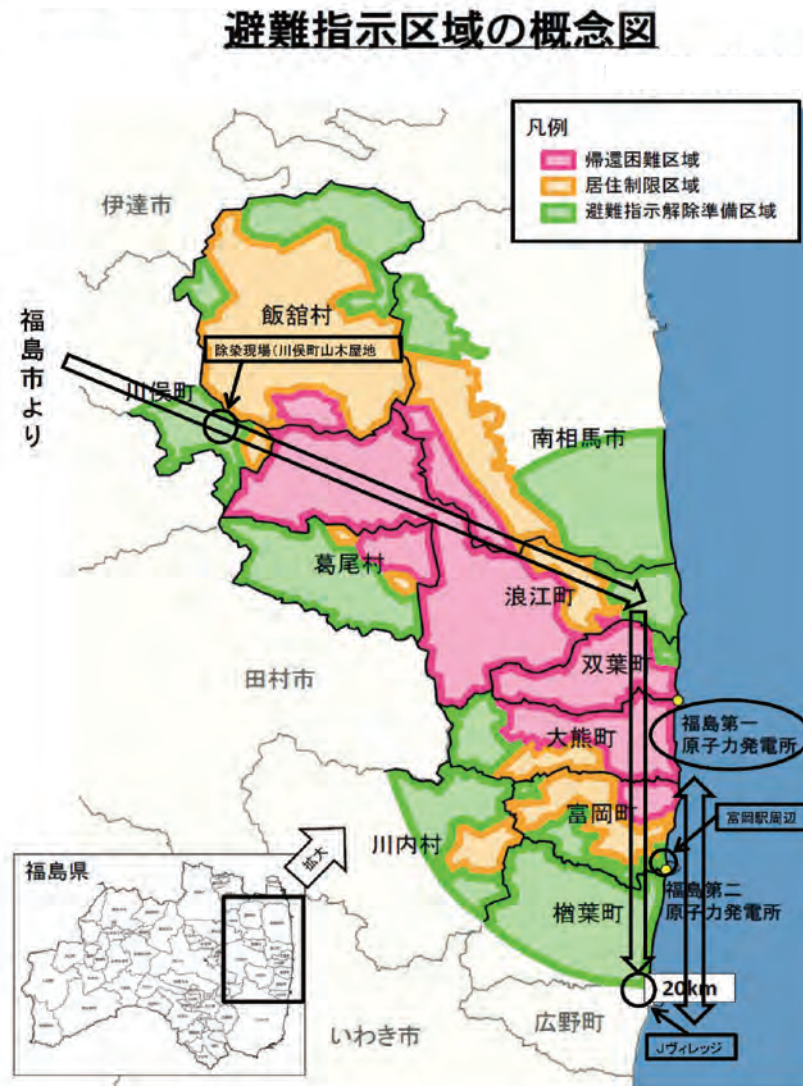 避難指示区域の概念図
凡例
帰還困難区域
居住制限区域
避難指示解除準備区域
伊達市
福島市より
飯舘村
除染現場(川俣町山木屋地
川俣町
南相馬市
葛尾村
浪江町
双葉町
田村市
大熊町
福島第一
原子力発電所
富岡町
富岡駅周辺
川内村
拡大
福島県
福島第二
原子力発電所
楢葉町
20km
広野町
いわき市
Jヴィレッジ